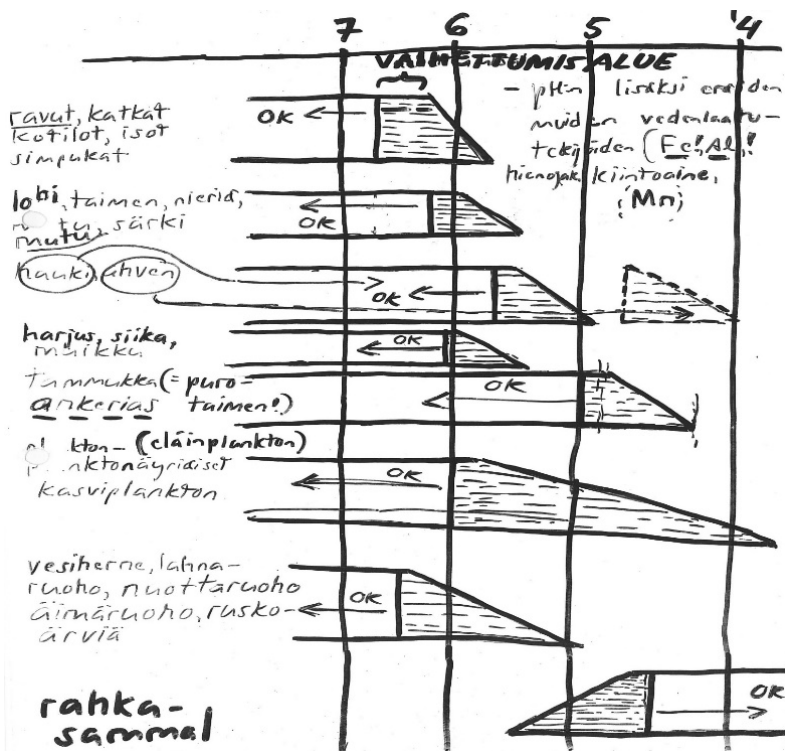 7 6 5 4
VAIHETTUMISALUE
- pH:n lisäksi eräiden
muiden vedenlaatu-
tekijöiden (Fe! Al!
hienojak. kiintoaine,
(Mn)
ravut, katkat
kotilot, isot
simpukat
OK
lohi, taimen, nieriä,
särki
mutu
OK
hauki, ahven
OK
harjus, siika,
muikku
OK
tammukka (= puro-
ankerias taimen!)
OK
(eläinplankton)
planktonäyriäiset
kasviplankton
OK
vesiherne, lahna-
ruoho, nuottaruoho
äimäruoho, rusko-
ärviä
OK
rahka-
sammal
OK